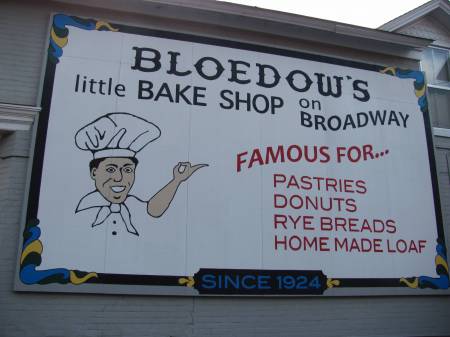 BLOEDOW'S
little BAKE SHOP on
BROADWAY
FAMOUS FOR...
PASTRIES
DONUTS
RYE BREADS
HOME MADE LOAF
SINCE 1924